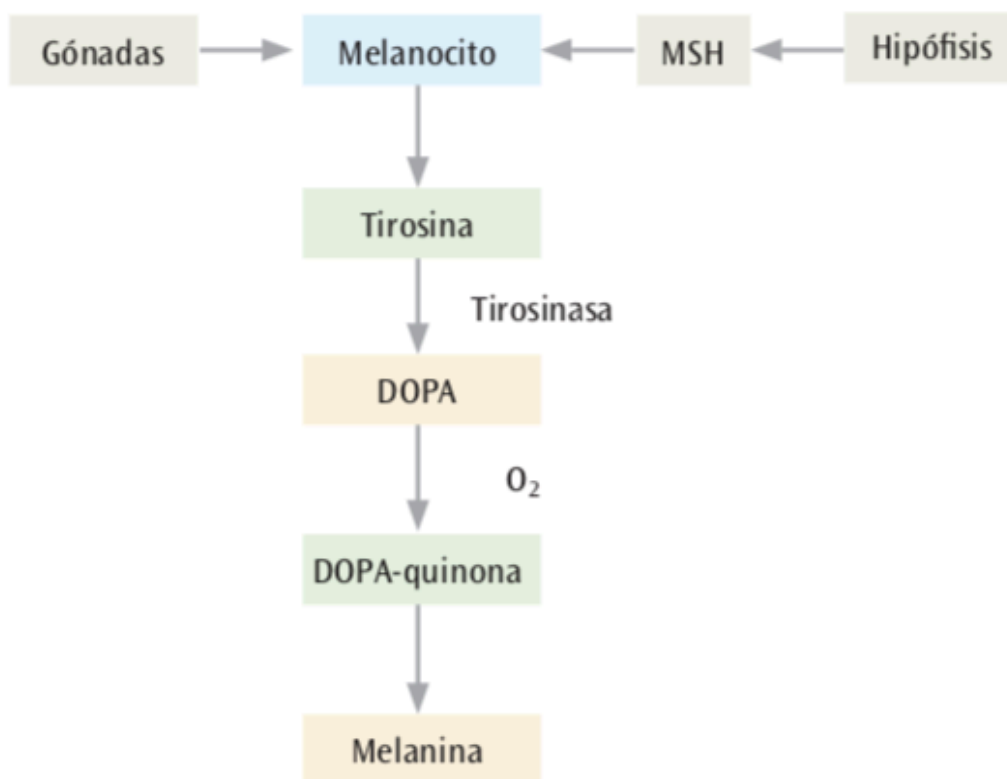 Gónadas
Melanocito
MSH
Hipófisis
Tirosina
Tirosinasa
DOPA
O₂
DOPA-quinona
Melanina